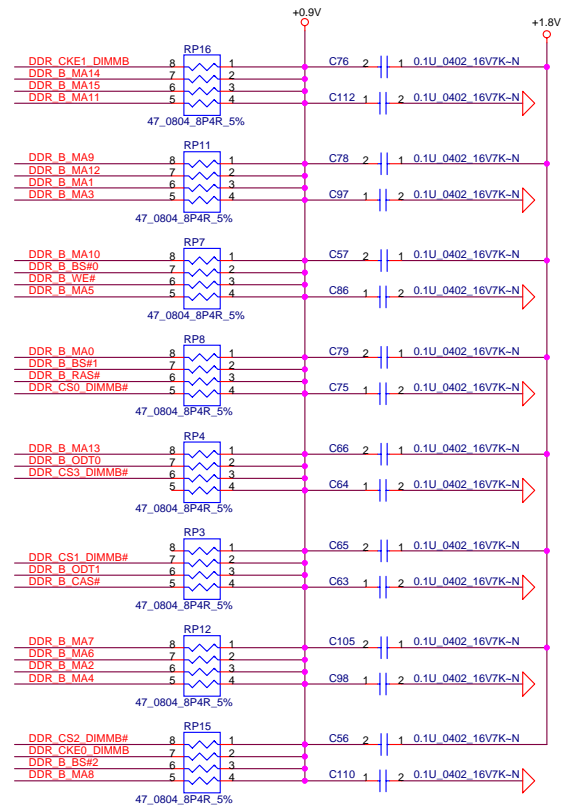 +0.9V
+1.8V
RP16
DDR_CKE1_DIMMB 8 1 C76 2 1 0.1U_0402_16V7K~N
DDR_B_MA14 7 2
DDR_B_MA15 6 3
DDR_B_MA11 5 4 C112 1 2 0.1U_0402_16V7K~N
47_0804_8P4R_5%
RP11
DDR_B_MA9 8 1 C78 2 1 0.1U_0402_16V7K~N
DDR_B_MA12 7 2
DDR_B_MA1 6 3
DDR_B_MA3 5 4 C97 1 2 0.1U_0402_16V7K~N
47_0804_8P4R_5%
RP7
DDR_B_MA10 8 1 C57 2 1 0.1U_0402_16V7K~N
DDR_B_BS#0 7 2
DDR_B_WE# 6 3
DDR_B_MA5 5 4 C86 1 2 0.1U_0402_16V7K~N
47_0804_8P4R_5%
RP8
DDR_B_MA0 8 1 C79 2 1 0.1U_0402_16V7K~N
DDR_B_BS#1 7 2
DDR_B_RAS# 6 3
DDR_CS0_DIMMB# 5 4 C75 1 2 0.1U_0402_16V7K~N
47_0804_8P4R_5%
RP4
DDR_B_MA13 8 1 C66 2 1 0.1U_0402_16V7K~N
DDR_B_ODT0 7 2
DDR_CS3_DIMMB# 6 3
5 4 C64 1 2 0.1U_0402_16V7K~N
47_0804_8P4R_5%
RP3
8 1 C65 2 1 0.1U_0402_16V7K~N
DDR_CS1_DIMMB# 7 2
DDR_B_ODT1 6 3
DDR_B_CAS# 5 4 C63 1 2 0.1U_0402_16V7K~N
47_0804_8P4R_5%
RP12
DDR_B_MA7 8 1 C105 2 1 0.1U_0402_16V7K~N
DDR_B_MA6 7 2
DDR_B_MA2 6 3
DDR_B_MA4 5 4 C98 1 2 0.1U_0402_16V7K~N
47_0804_8P4R_5%
RP15
DDR_CS2_DIMMB# 8 1 C56 2 1 0.1U_0402_16V7K~N
DDR_CKE0_DIMMB 7 2
DDR_B_BS#2 6 3
DDR_B_MA8 5 4 C110 1 2 0.1U_0402_16V7K~N
47_0804_8P4R_5%